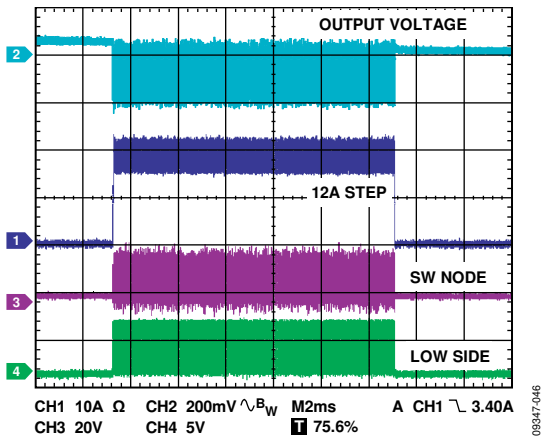 OUTPUT VOLTAGE
2
12A STEP
1
SW NODE
3
LOW SIDE
4
CH1 10A Ω CH2 200mV ∿ BW M2ms A CH1 ⃥ 3.40A
CH3 20V CH4 5V T 75.6%
09347-046